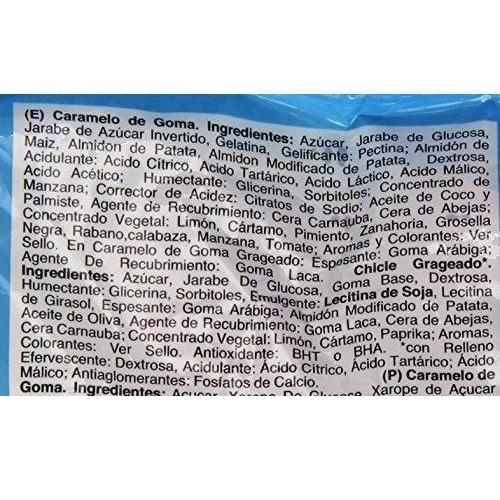 (E) Caramelo de Goma. Ingredientes: Azúcar, Jarabe de Glucosa,
Jarabe de Azúcar Invertido, Gelatina, Gelificante: Pectina; Almidón de
Maiz, Almidon de Patata, Almidon Modificado de Patata, Dextrosa,
Acidulante: Acido Cítrico, Acido Tartárico, Acido Láctico, Acido Málico,
Acido Acético; Humectante: Glicerina, Sorbitoles; Concentrado de
Manzana; Corrector de Acidez: Citratos de Sodio; Aceite de Coco y
Palmiste, Agente de Recubrimiento: Cera Carnauba, Cera de Abejas;
Concentrado Vegetal: Limón, Cártamo, Pimiento, Zanahoria, Grosella
Negra, Rabano,calabaza, Manzana, Tomate; Aromas y Colorantes: Ver
Sello. En Caramelo de Goma Grageado: Espesante: Goma Arábiga;
Agente De Recubrimiento: Goma Laca. Chicle Grageado*.
Ingredientes: Azúcar, Jarabe De Glucosa, Goma Base, Dextrosa,
Humectante: Glicerina, Sorbitoles, Emulgente: Lecitina de Soja, Lecitina
de Girasol, Espesante: Goma Arábiga; Almidón Modificado de Patata,
Aceite de Oliva, Agente de Recubrimiento: Goma Laca, Cera de Abejas,
Cera Carnauba; Concentrado Vegetal: Limón, Cártamo, Paprika; Aromas,
Colorantes: Ver Sello. Antioxidante: BHT o BHA. *con Relleno
Efervescente: Dextrosa, Acidulante: Ácido Cítrico, Ácido Tartárico; Ácido
Málico; Antiaglomerantes: Fosfatos de Calcio.
(P) Caramelo de
Goma. Ingredientes: Açucar, Xarope De Glucose, Xarope de Açucar